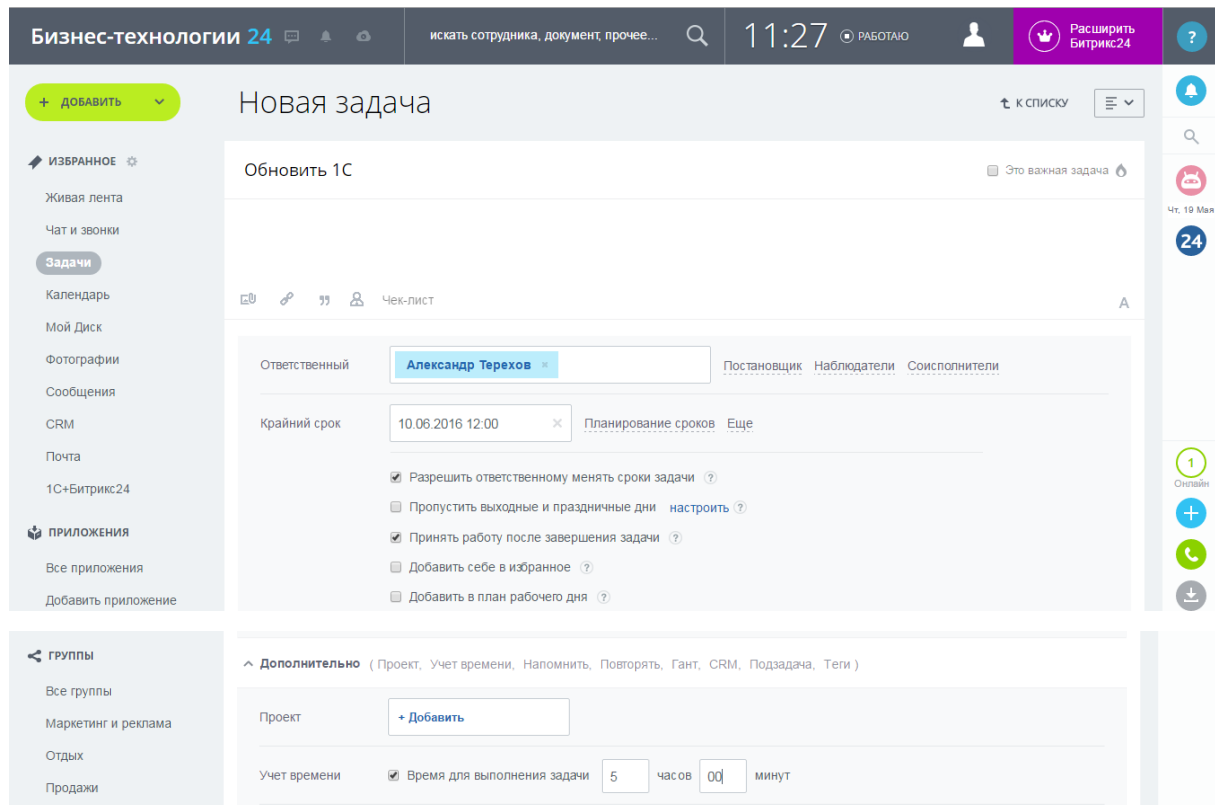 Бизнес-технологии 24
искать сотрудника, документ, прочее...
11:27
РАБОТАЮ
Расширить
Битрикс24
?
+ ДОБАВИТЬ
Новая задача
К СПИСКУ
ИЗБРАННОЕ
Живая лента
Чат и звонки
Задачи
Календарь
Мой Диск
Фотографии
Сообщения
CRM
Почта
1С+Битрикс24
ПРИЛОЖЕНИЯ
Все приложения
Добавить приложение
Обновить 1С
Это важная задача
Чек-лист
A
Ответственный
Александр Терехов ×
Постановщик Наблюдатели Соисполнители
Крайний срок
10.06.2016 12:00 ×
Планирование сроков Еще
Разрешить ответственному менять сроки задачи ?
Пропустить выходные и праздничные дни настроить ?
Принять работу после завершения задачи ?
Добавить себе в избранное ?
Добавить в план рабочего дня ?
Чт, 19 Мая
24
1
Онлайн
ГРУППЫ
Все группы
Маркетинг и реклама
Отдых
Продажи
Дополнительно ( Проект, Учет времени, Напомнить, Повторять, Гант, CRM, Подзадача, Теги )
Проект
+ Добавить
Учет времени
Время для выполнения задачи 5 часов 00 минут